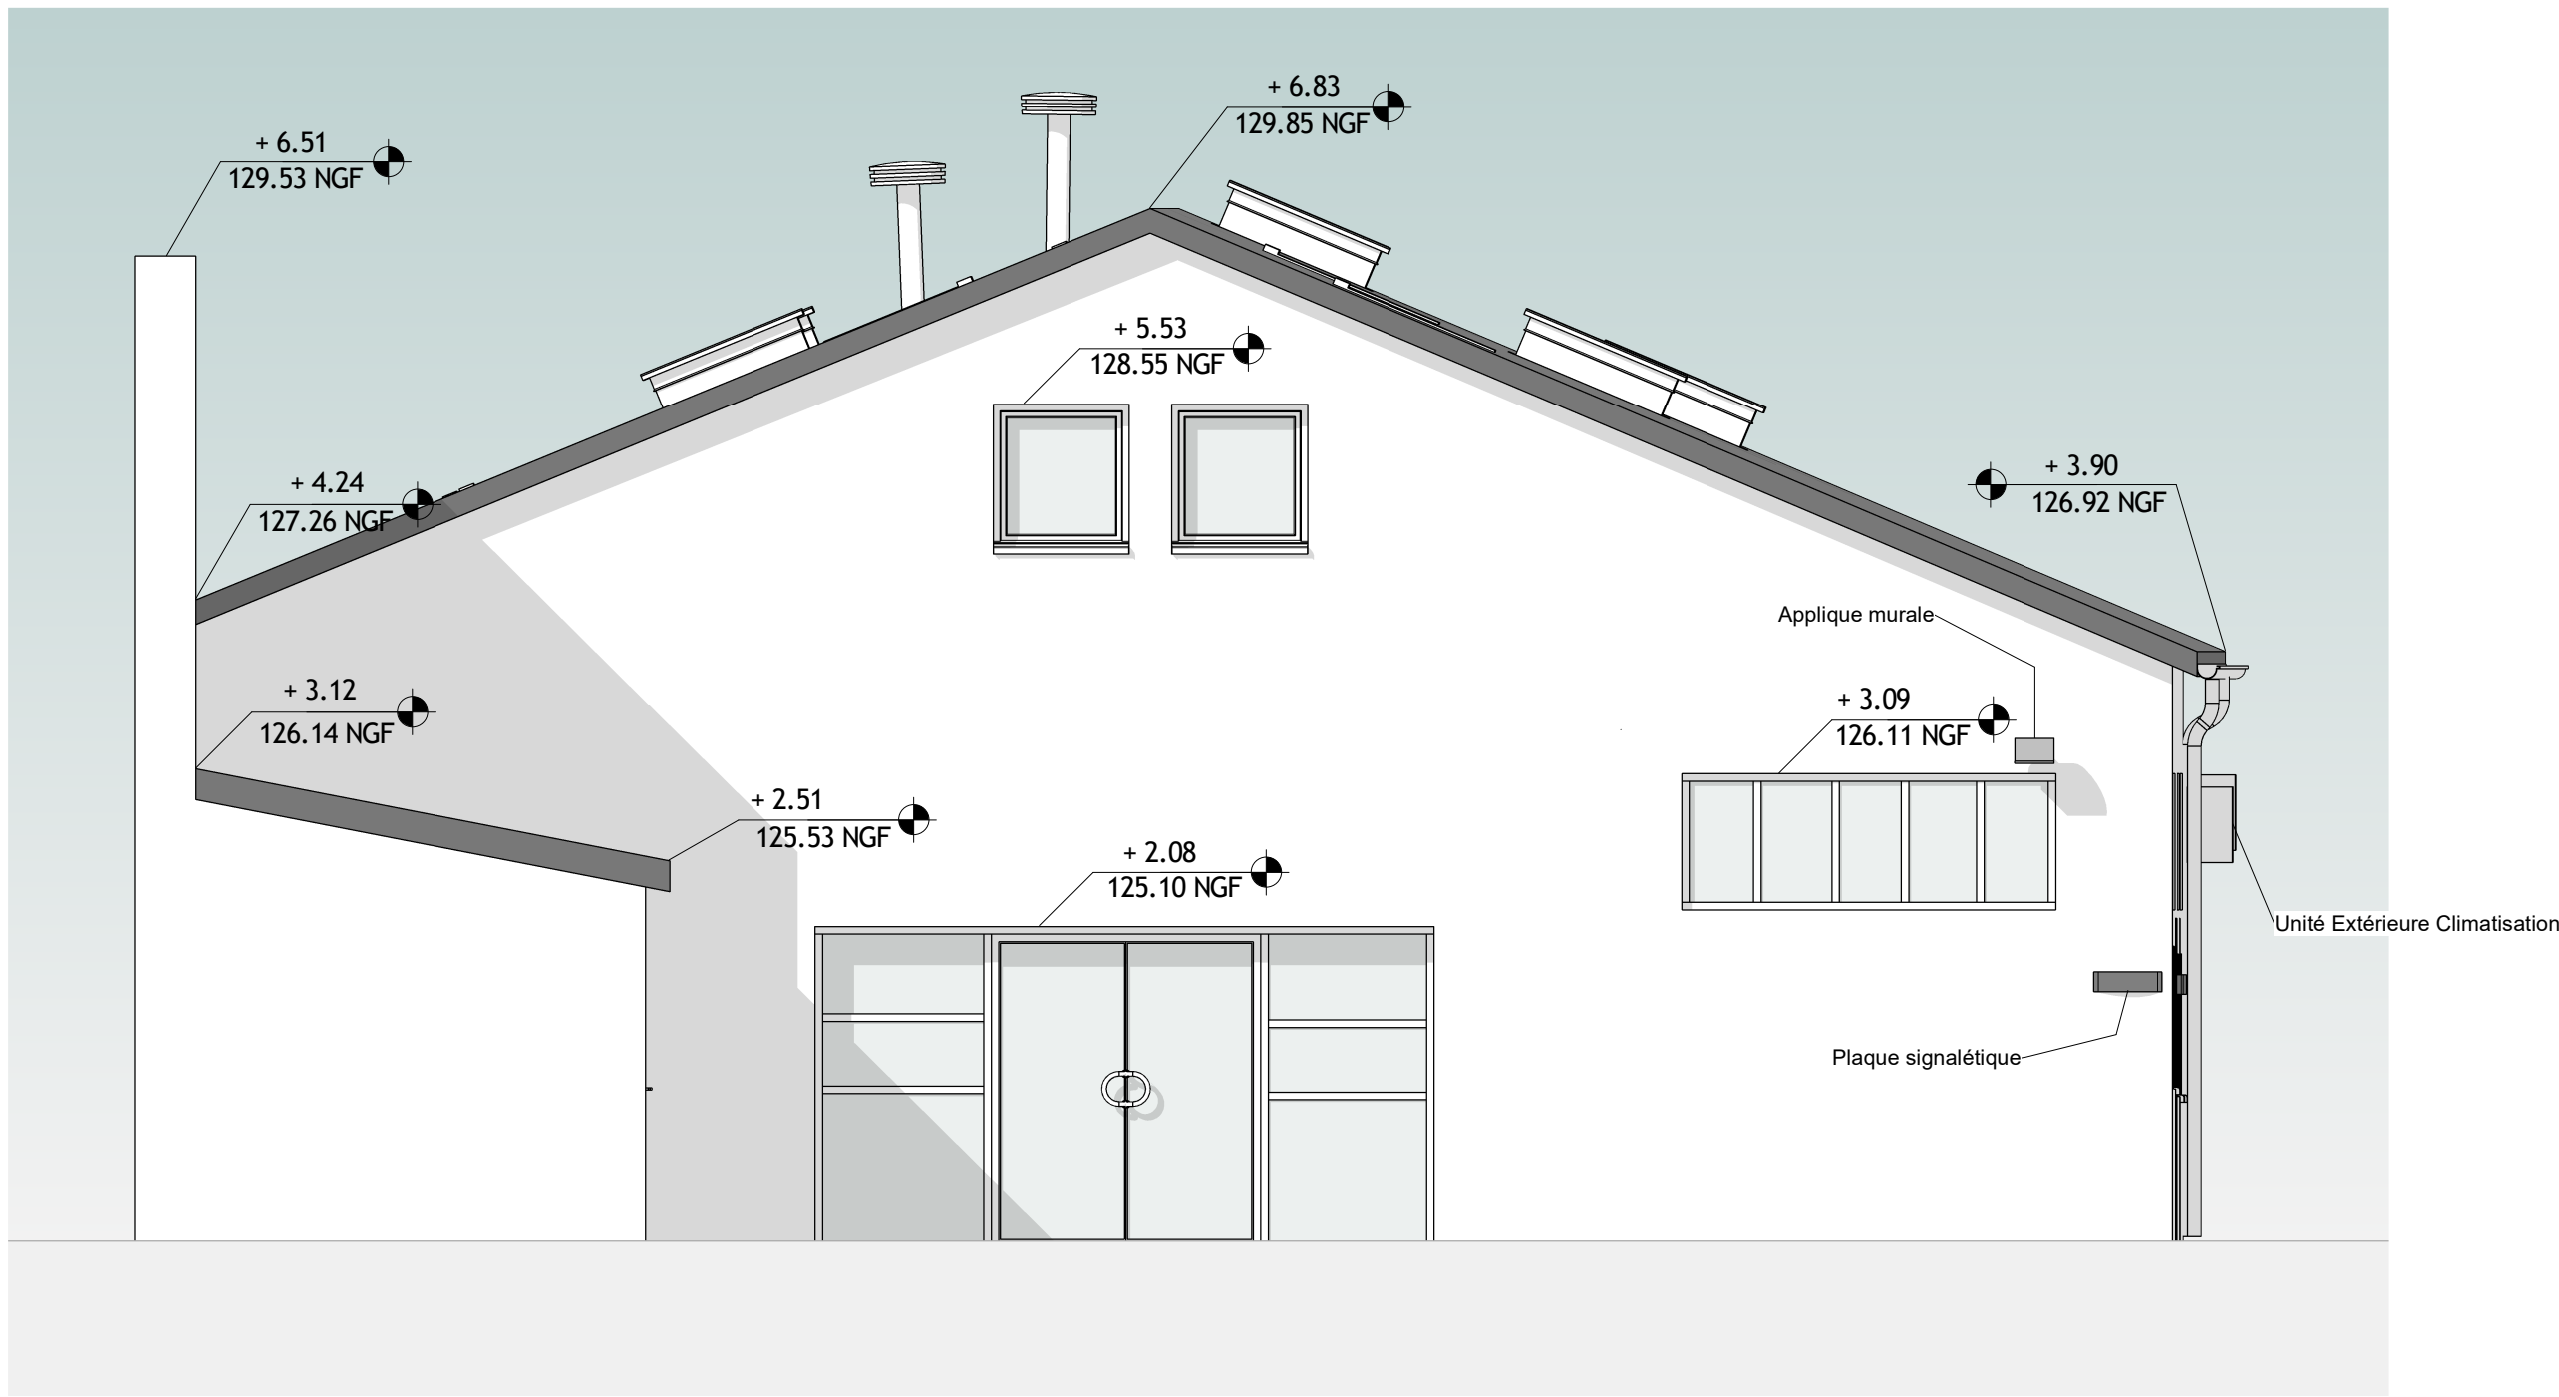 + 6.83
129.85 NGF
+ 6.51
129.53 NGF
+ 5.53
128.55 NGF
+ 3.90
126.92 NGF
+ 4.24
127.26 NGF
Applique murale
+ 3.12
126.14 NGF
+ 3.09
126.11 NGF
+ 2.51
125.53 NGF
+ 2.08
125.10 NGF
Unité Extérieure Climatisation
Plaque signalétique